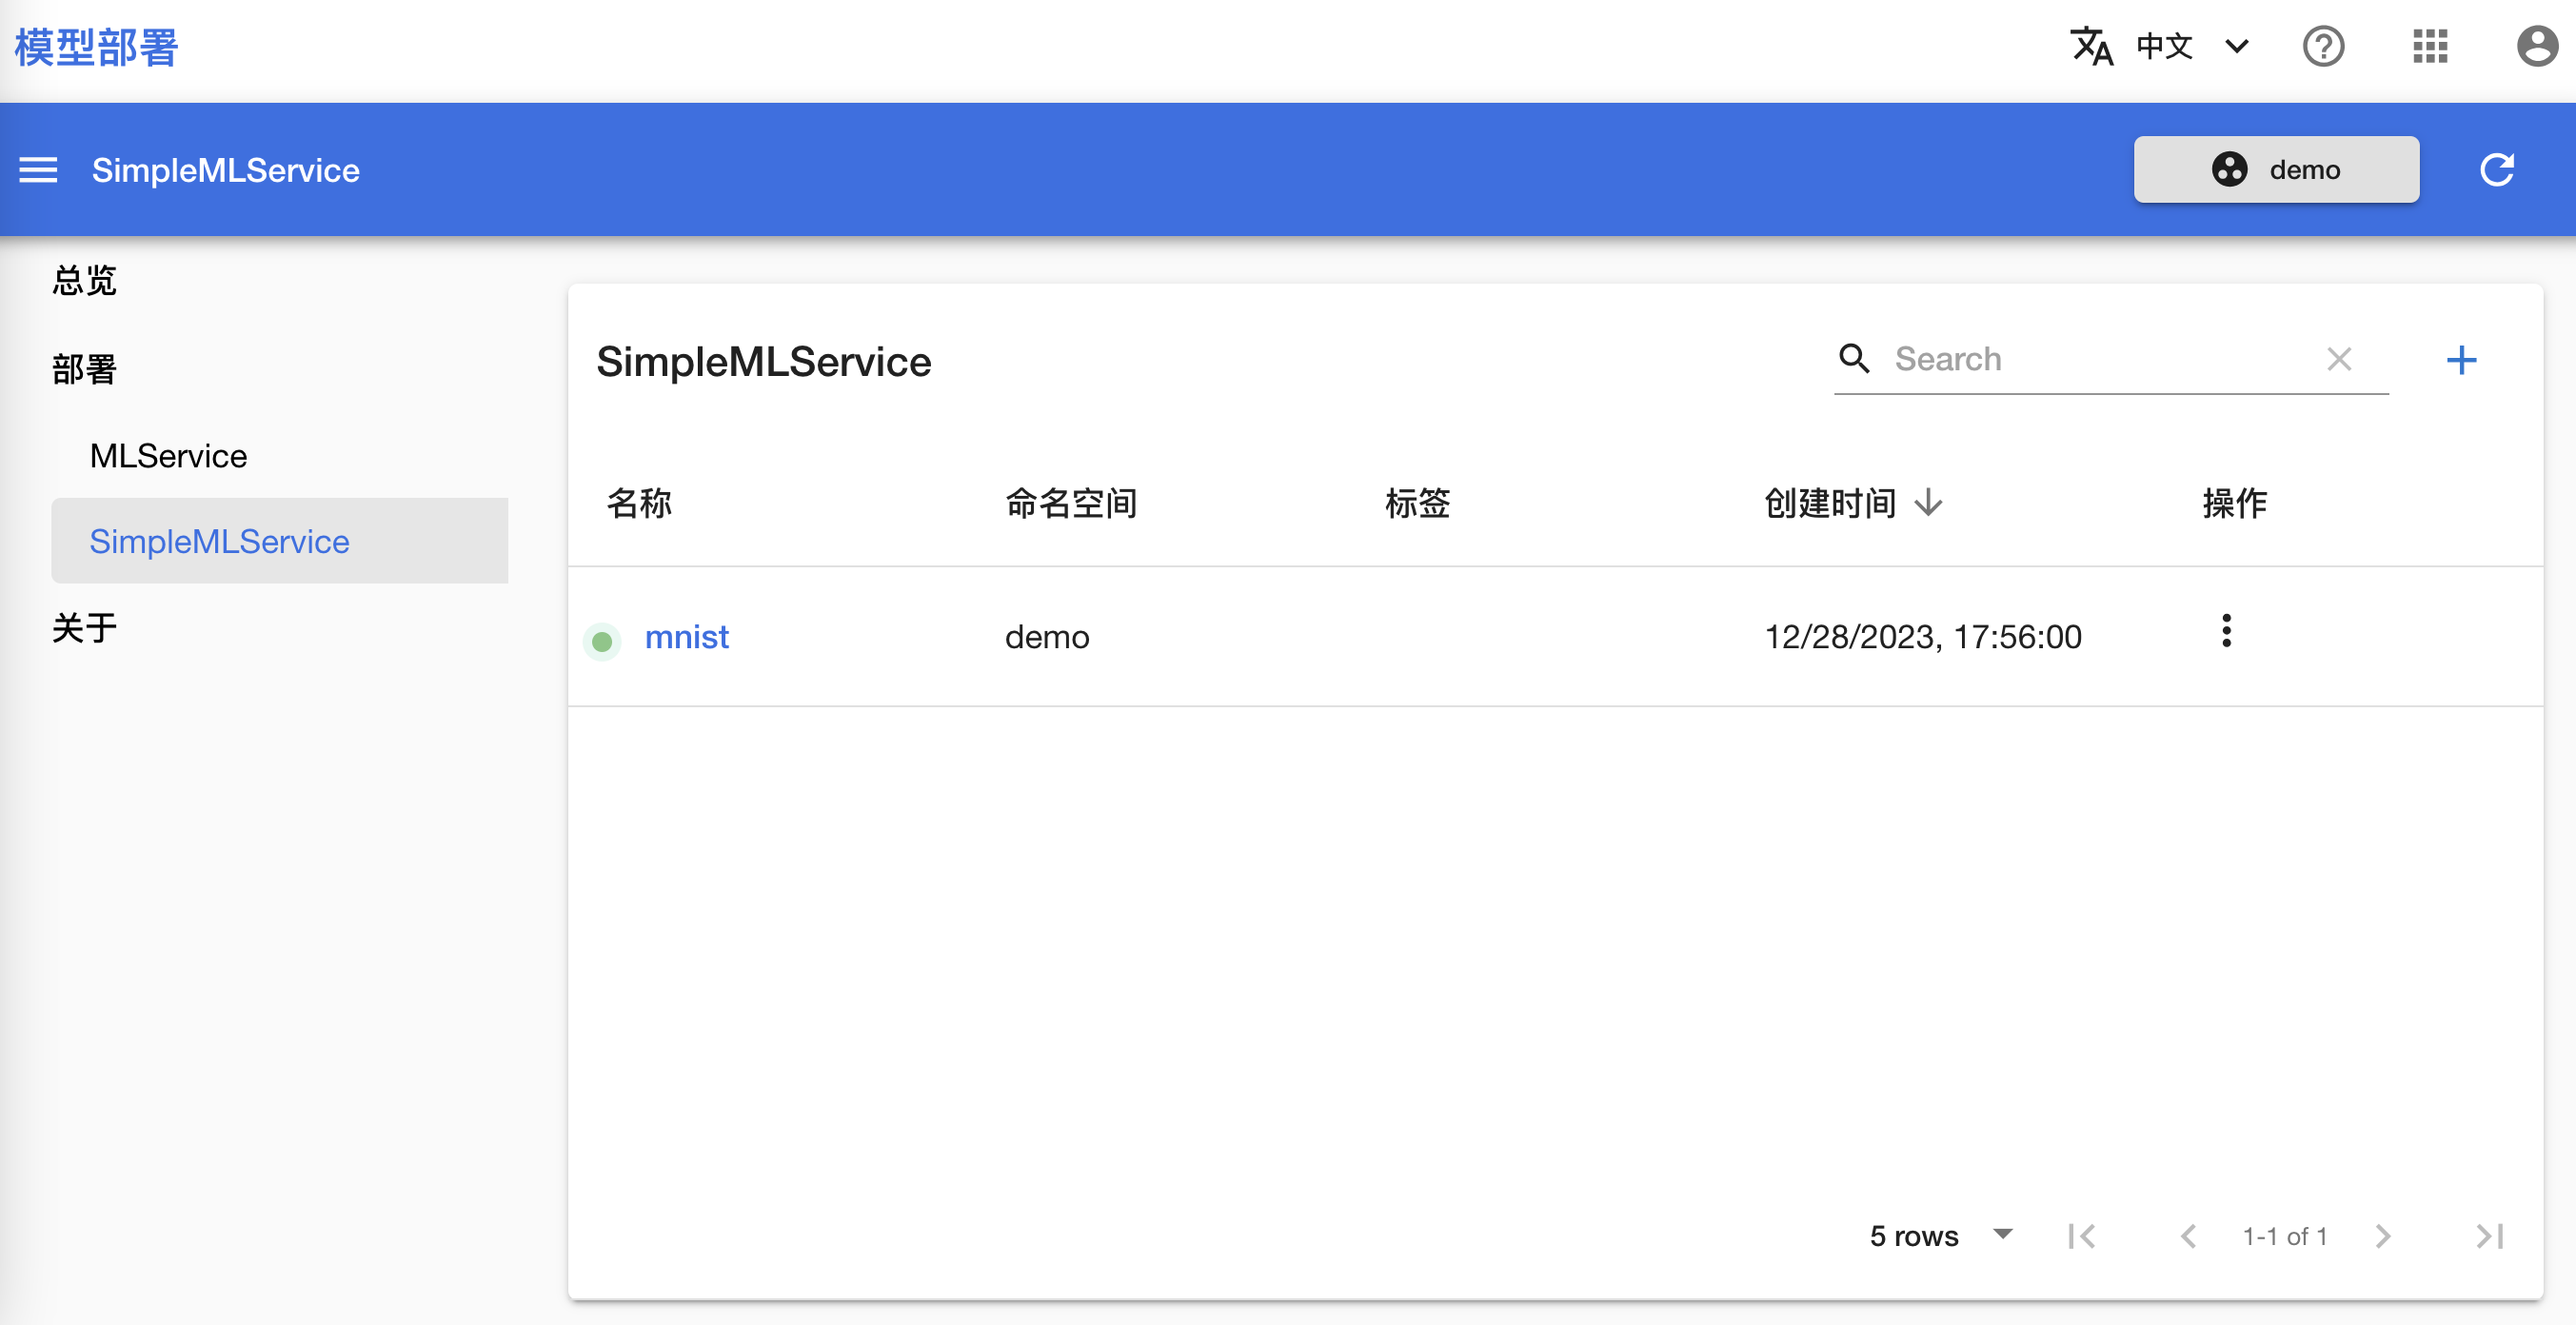 模型部署
中文
SimpleMLService
demo
总览
部署
MLService
SimpleMLService
关于
SimpleMLService
Search
名称 命名空间 标签 创建时间 操作
mnist demo 12/28/2023, 17:56:00
5 rows 1-1 of 1